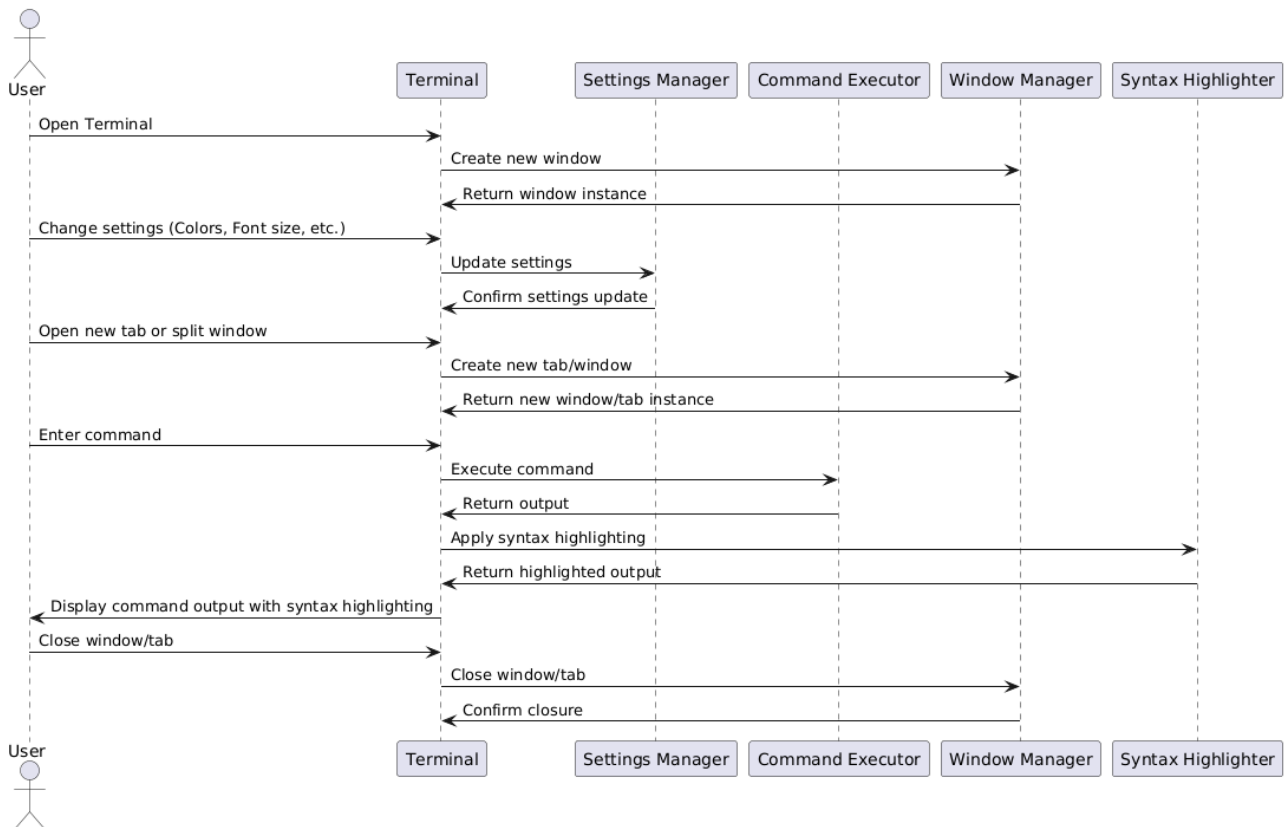 User
Terminal
Settings Manager
Command Executor
Window Manager
Syntax Highlighter
Open Terminal
Create new window
Return window instance
Change settings (Colors, Font size, etc.)
Update settings
Confirm settings update
Open new tab or split window
Create new tab/window
Return new window/tab instance
Enter command
Execute command
Return output
Apply syntax highlighting
Return highlighted output
Display command output with syntax highlighting
Close window/tab
Close window/tab
Confirm closure
User
Terminal
Settings Manager
Command Executor
Window Manager
Syntax Highlighter